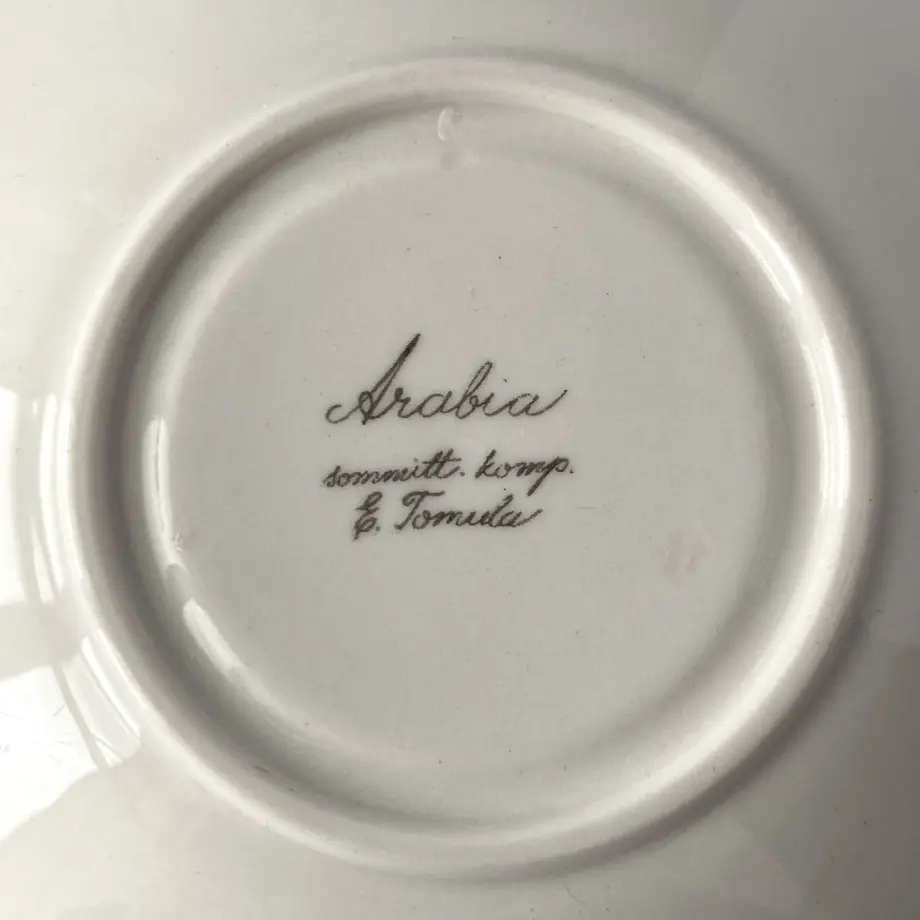 Arabia
sommitt. komp.
E. Tomula